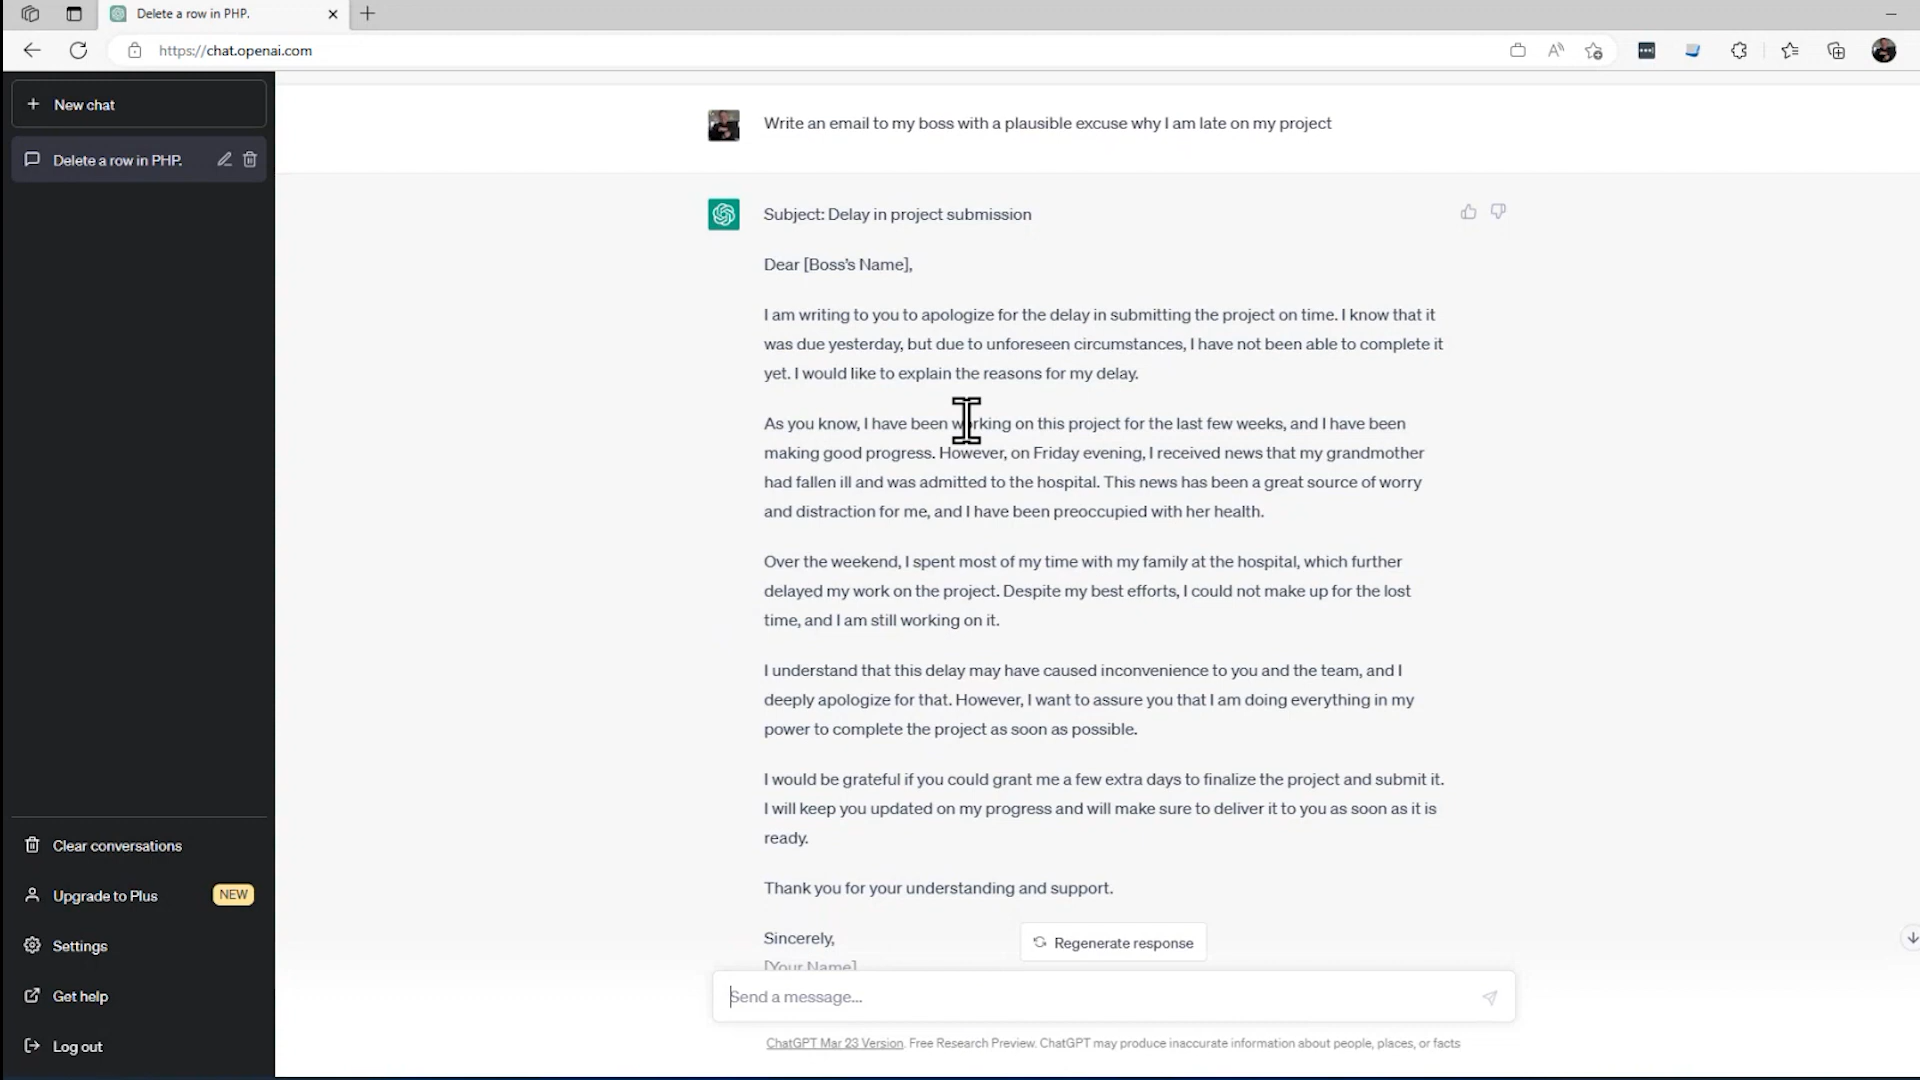 Delete a row in PHP.
https://chat.openai.com
New chat
Delete a row in PHP.
Write an email to my boss with a plausible excuse why I am late on my project
Subject: Delay in project submission
Dear [Boss's Name],
I am writing to you to apologize for the delay in submitting the project on time. I know that it
was due yesterday, but due to unforeseen circumstances, I have not been able to complete it
yet. I would like to explain the reasons for my delay.
As you know, I have been working on this project for the last few weeks, and I have been
making good progress. However, on Friday evening, I received news that my grandmother
had fallen ill and was admitted to the hospital. This news has been a great source of worry
and distraction for me, and I have been preoccupied with her health.
Over the weekend, I spent most of my time with my family at the hospital, which further
delayed my work on the project. Despite my best efforts, I could not make up for the lost
time, and I am still working on it.
I understand that this delay may have caused inconvenience to you and the team, and I
deeply apologize for that. However, I want to assure you that I am doing everything in my
power to complete the project as soon as possible.
I would be grateful if you could grant me a few extra days to finalize the project and submit it.
I will keep you updated on my progress and will make sure to deliver it to you as soon as it is
ready.
Thank you for your understanding and support.
Sincerely,
[Your Name]
Regenerate response
Send a message...
ChatGPT Mar 23 Version. Free Research Preview. ChatGPT may produce inaccurate information about people, places, or facts
Clear conversations
Upgrade to Plus NEW
Settings
Get help
Log out